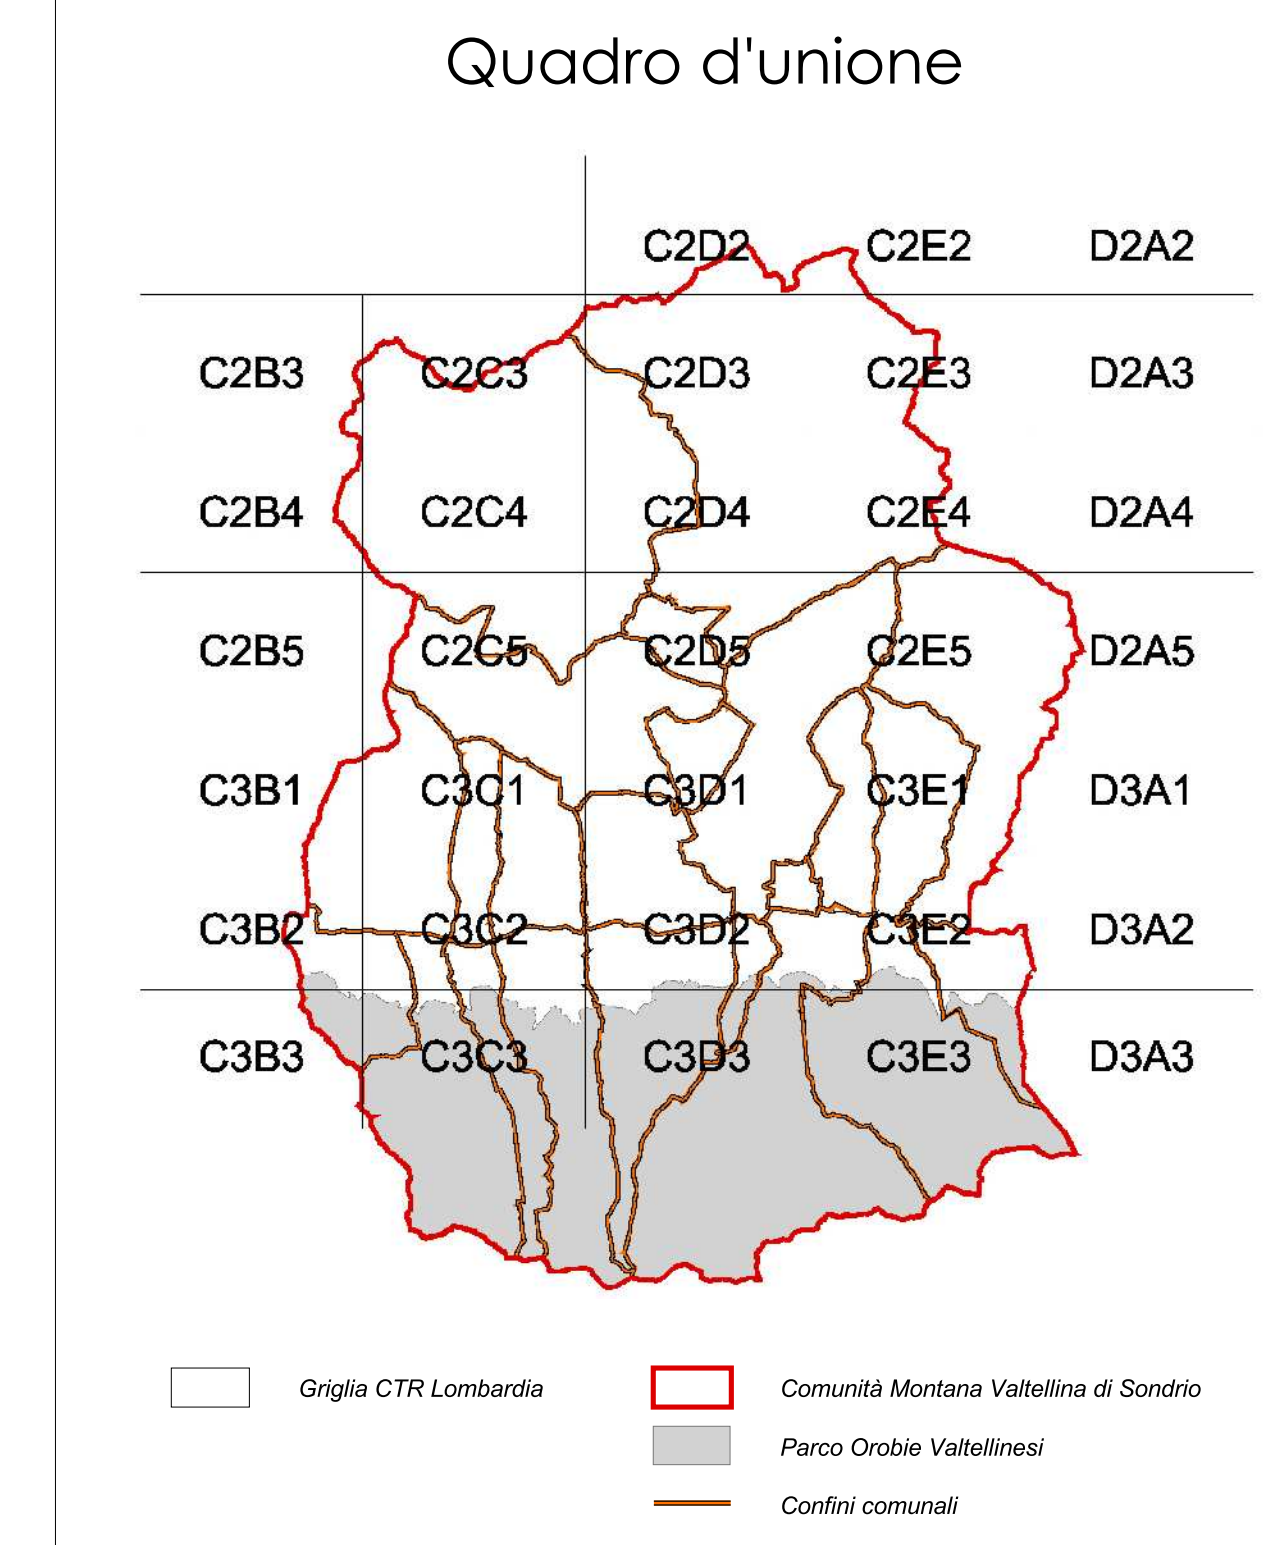 Quadro d'unione
C2D2 C2E2 D2A2
C2B3 C2C3 C2D3 C2E3 D2A3
C2B4 C2C4 C2D4 C2E4 D2A4
C2B5 C2C5 C2D5 C2E5 D2A5
C3B1 C3C1 C3D1 C3E1 D3A1
C3B2 C3C2 C3D2 C3E2 D3A2
C3B3 C3C3 C3D3 C3E3 D3A3
Griglia CTR Lombardia
Comunità Montana Valtellina di Sondrio
Parco Orobie Valtellinesi
Confini comunali